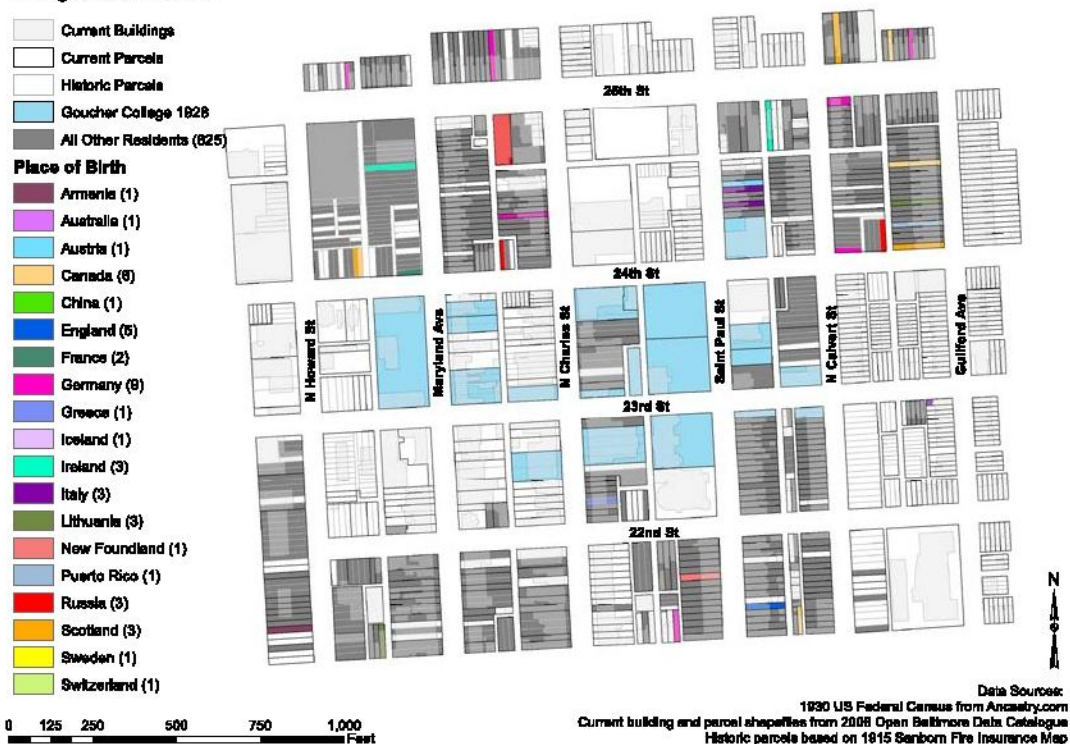 Current Buildings
Current Parcels
Historic Parcels
Goucher College 1928
All Other Residents (825)
Place of Birth
Armenia (1)
Australia (1)
Austria (1)
Canada (6)
China (1)
England (5)
France (2)
Germany (9)
Greece (1)
Iceland (1)
Ireland (3)
Italy (3)
Lithuania (3)
New Foundland (1)
Puerto Rico (1)
Russia (3)
Scotland (3)
Sweden (1)
Switzerland (1)
25th St
24th St
N Howard St
Maryland Ave
N Charles St
Saint Paul St
N Calvert St
Guilford Ave
23rd St
22nd St
N
0 125 250 500 750 1,000
Feet
Data Sources:
1930 US Federal Census from Ancestry.com
Current building and parcel shapefiles from 2008 Open Baltimore Data Catalogue
Historic parcels based on 1915 Sanborn Fire Insurance Map